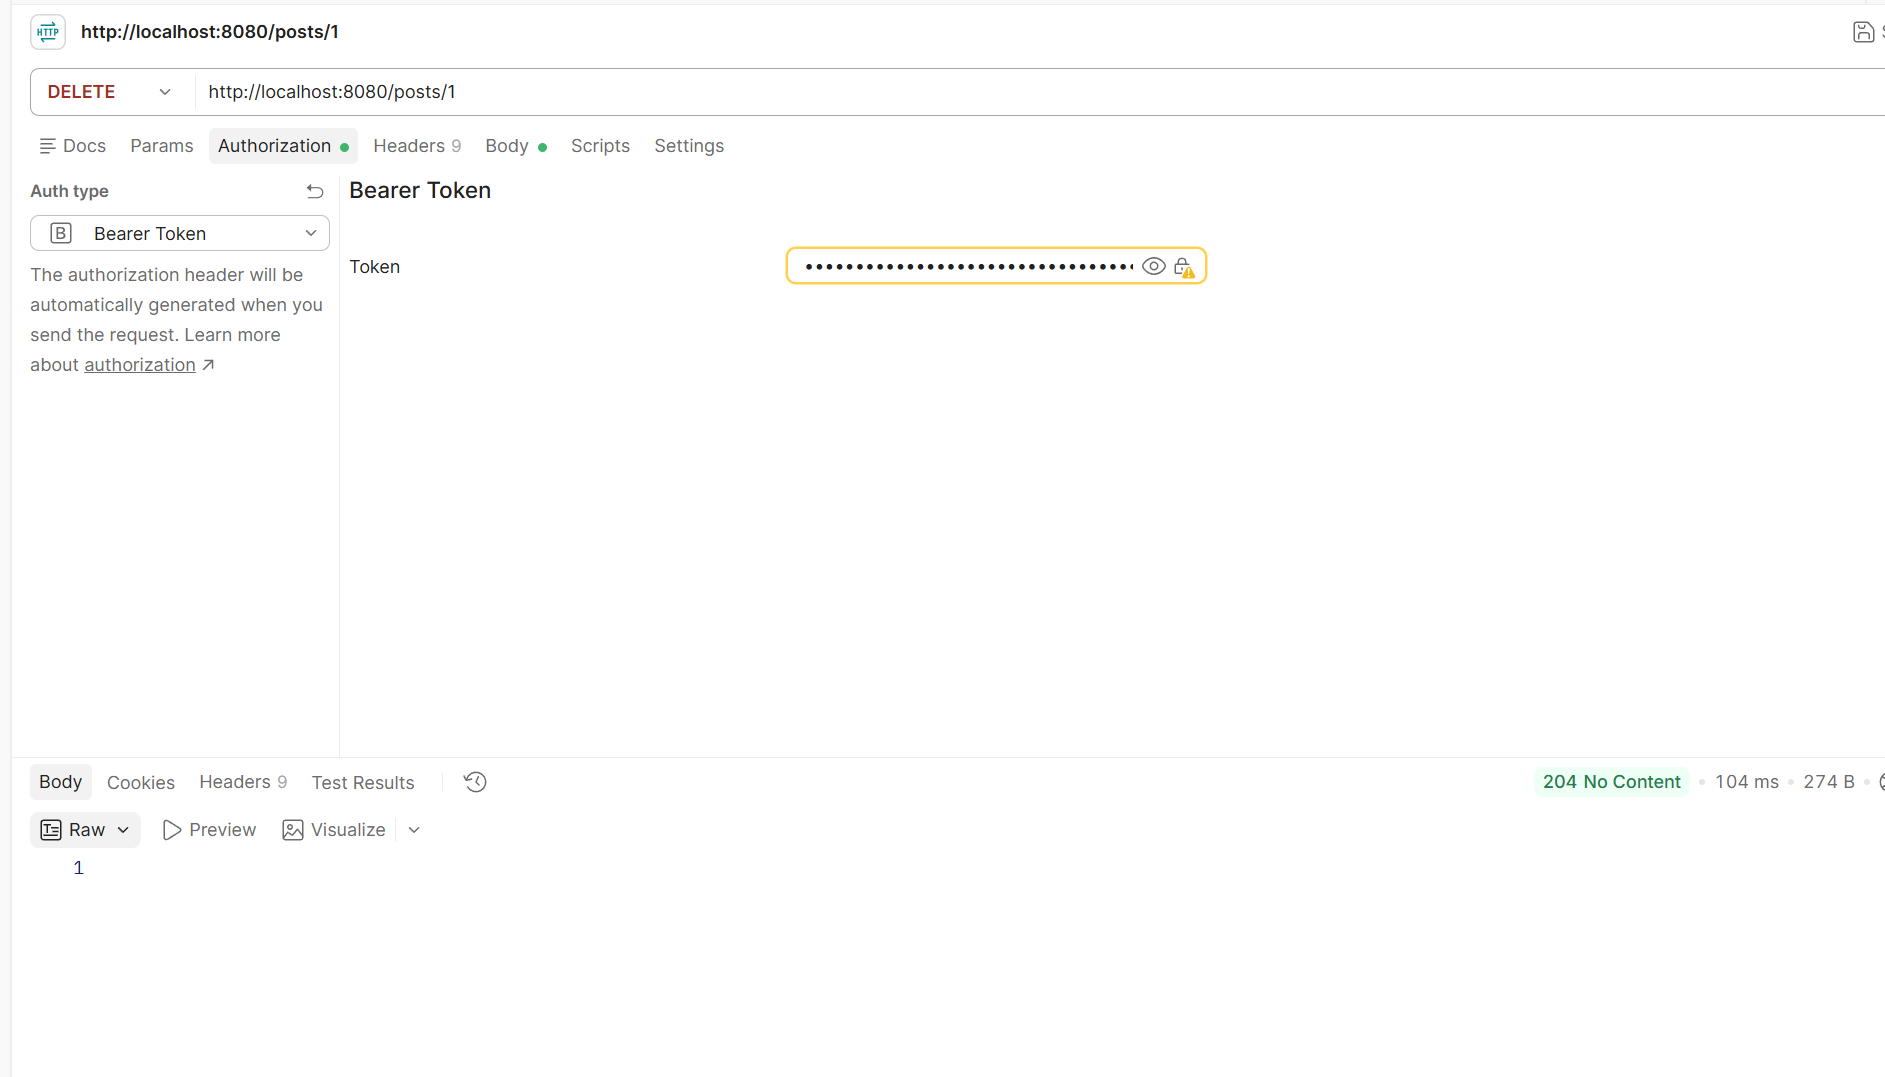 HTTP http://localhost:8080/posts/1
DELETE http://localhost:8080/posts/1
Docs Params Authorization Headers 9 Body Scripts Settings
Auth type
B Bearer Token
The authorization header will be
automatically generated when you
send the request. Learn more
about authorization
Bearer Token
Token
Body Cookies Headers 9 Test Results 204 No Content 104 ms 274 B
Raw Preview Visualize
1